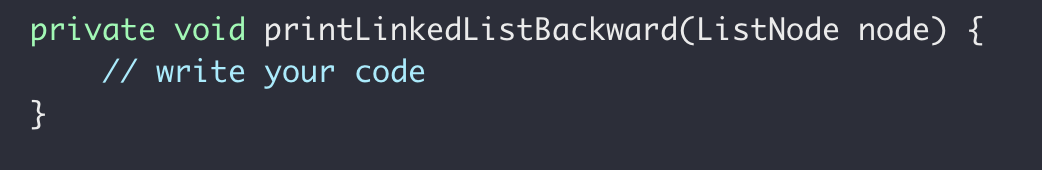 private void printLinkedListBackward(ListNode node) {
    // write your code
}